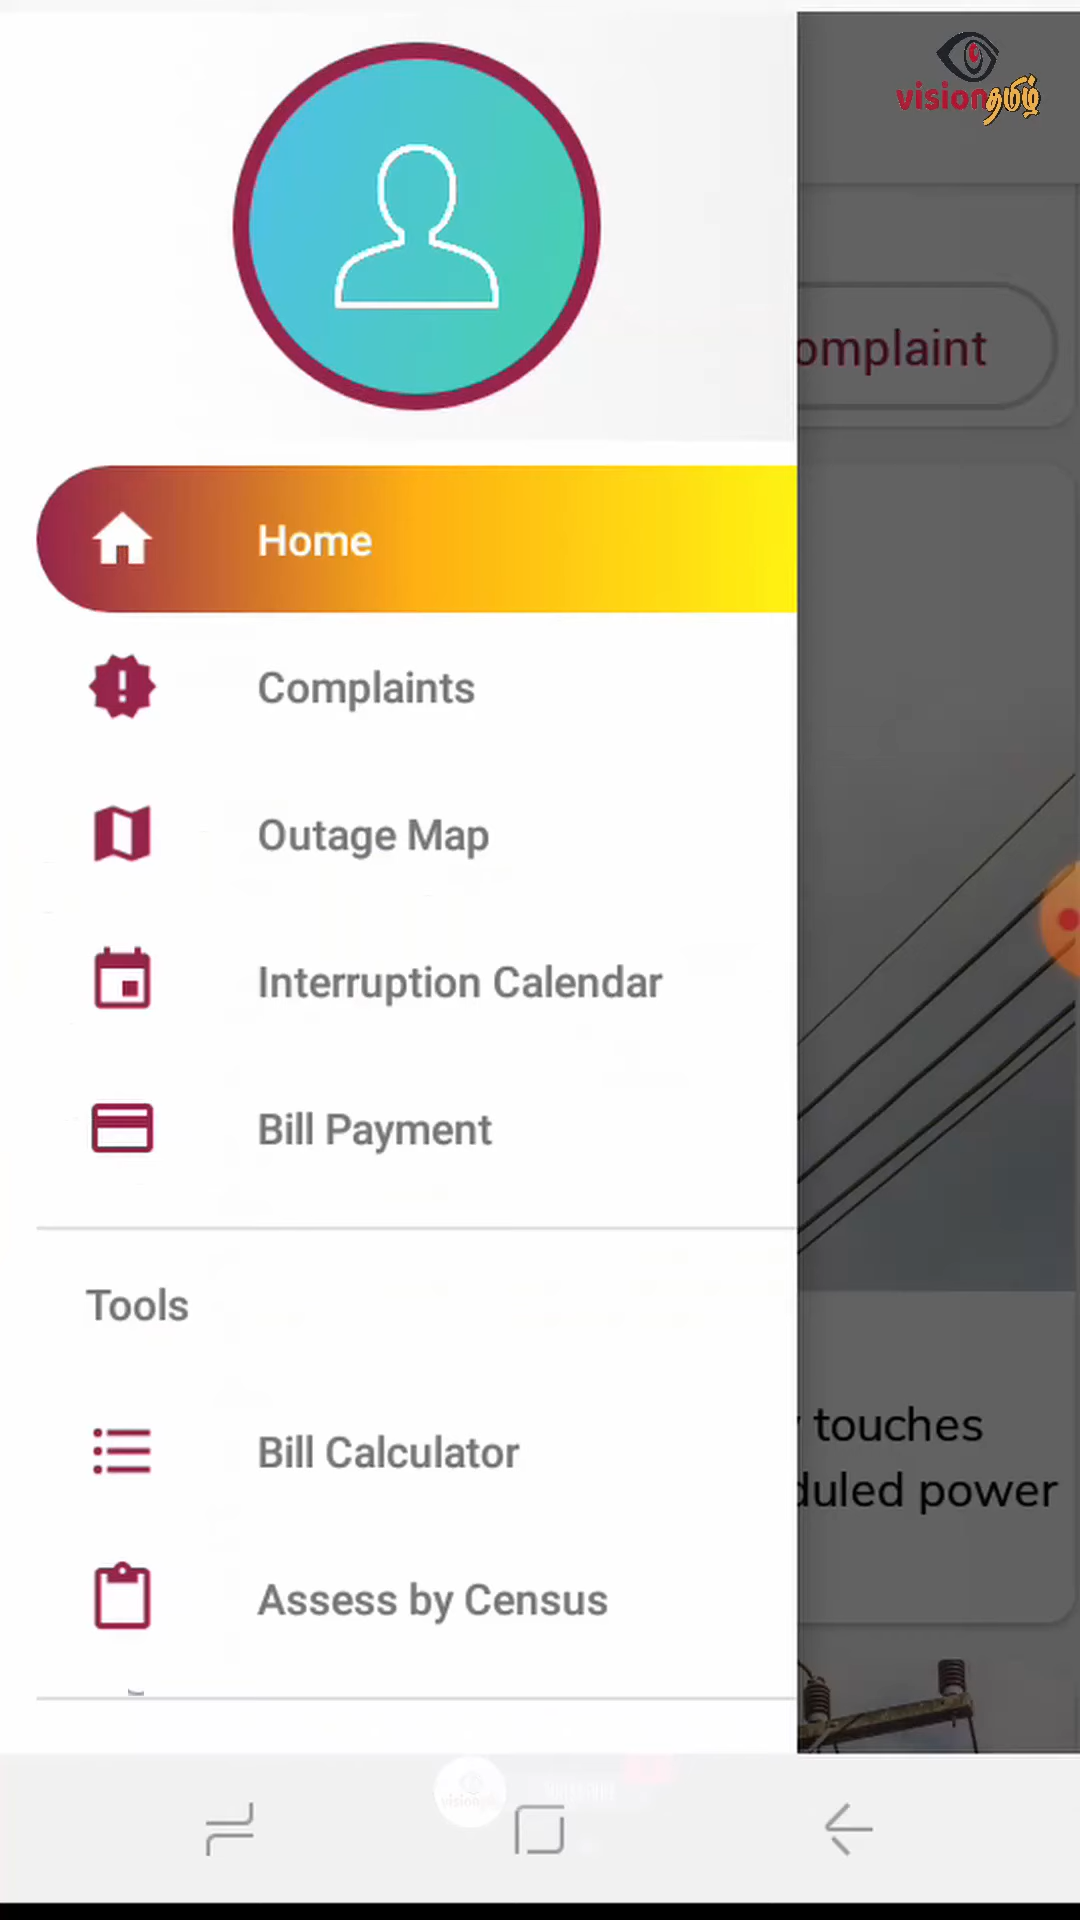 visionதமிழ்
omplaint
Home
Complaints
Outage Map
Interruption Calendar
Bill Payment
Tools
Bill Calculator
touches
duled power
Assess by Census